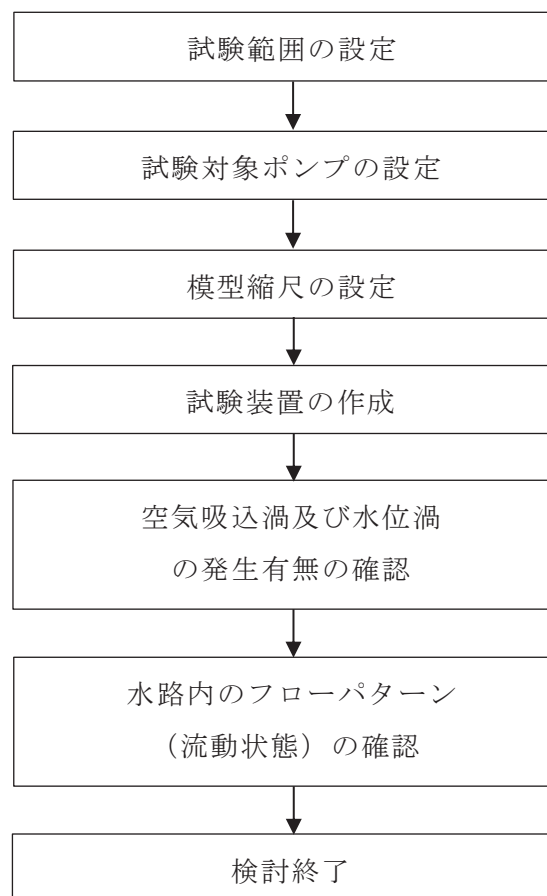 試験範囲の設定
試験対象ポンプの設定
模型縮尺の設定
試験装置の作成
空気吸込渦及び水位渦
の発生有無の確認
水路内のフローパターン
（流動状態）の確認
検討終了